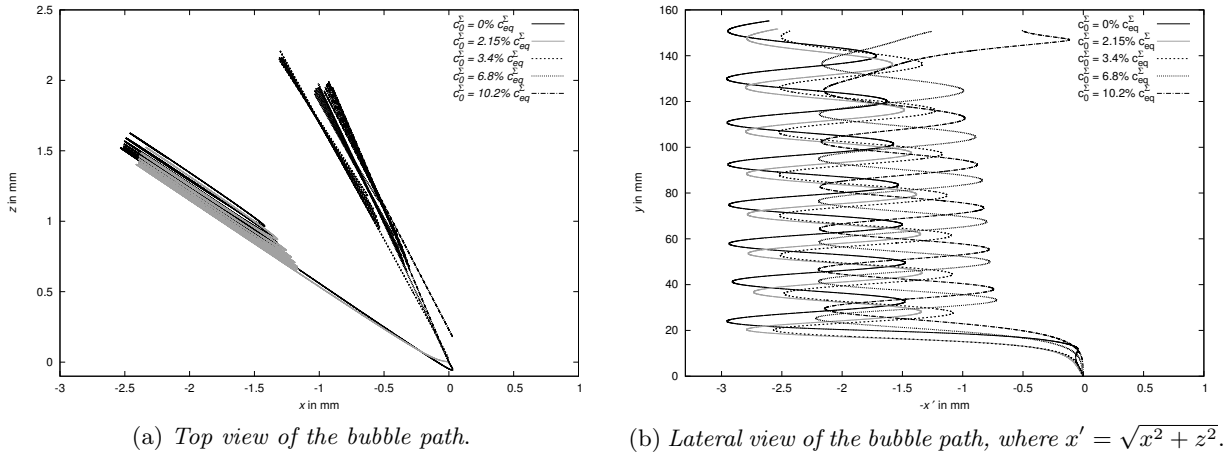 2.5
2
1.5
1
0.5
0
z in mm
-3 -2.5 -2 -1.5 -1 -0.5 0 0.5 1
x in mm
c₀^Σ = 0% c_eq^Σ
c₀^Σ = 2.15% c_eq^Σ
c₀^Σ = 3.4% c_eq^Σ
c₀^Σ = 6.8% c_eq^Σ
c₀^Σ = 10.2% c_eq^Σ
(a) Top view of the bubble path.
160
140
120
100
80
60
40
20
0
y in mm
-3 -2.5 -2 -1.5 -1 -0.5 0 0.5 1
-x' in mm
c₀^Σ = 0% c_eq^Σ
c₀^Σ = 2.15% c_eq^Σ
c₀^Σ = 3.4% c_eq^Σ
c₀^Σ = 6.8% c_eq^Σ
c₀^Σ = 10.2% c_eq^Σ
(b) Lateral view of the bubble path, where x′ = √(x² + z²).